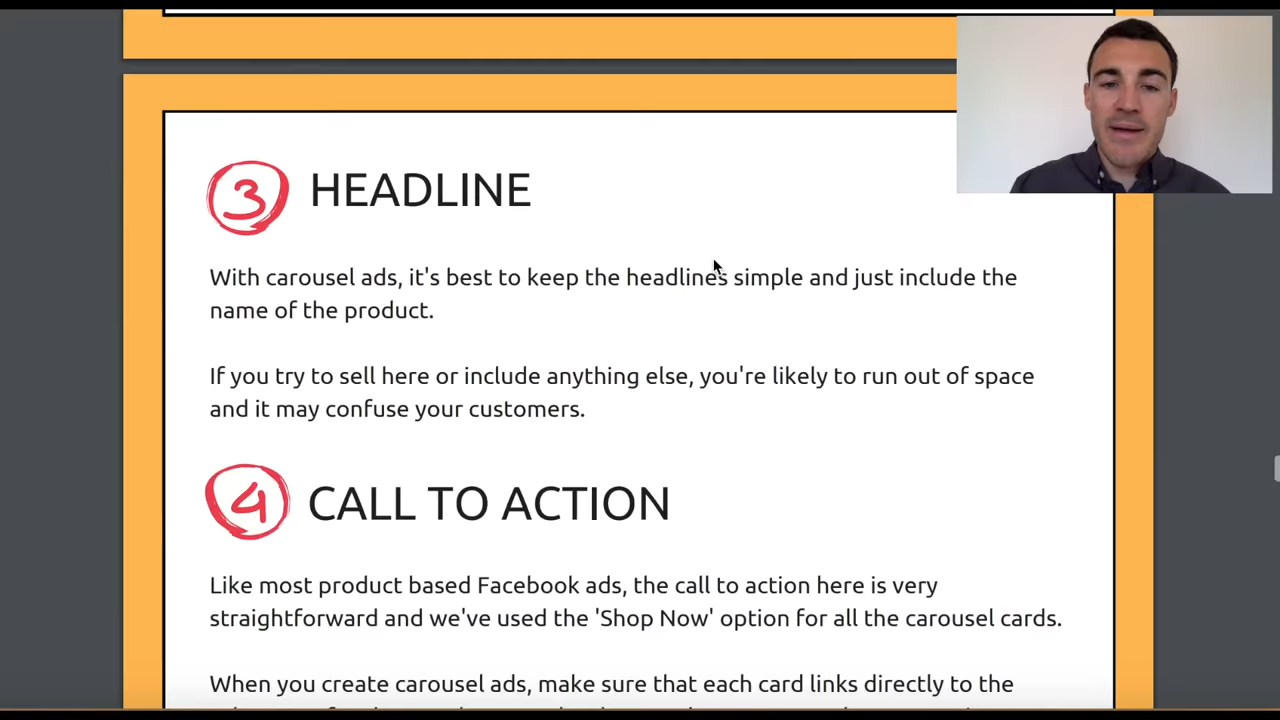 3 HEADLINE
With carousel ads, it's best to keep the headlines simple and just include the
name of the product.
If you try to sell here or include anything else, you're likely to run out of space
and it may confuse your customers.
4 CALL TO ACTION
Like most product based Facebook ads, the call to action here is very
straightforward and we've used the 'Shop Now' option for all the carousel cards.
When you create carousel ads, make sure that each card links directly to the